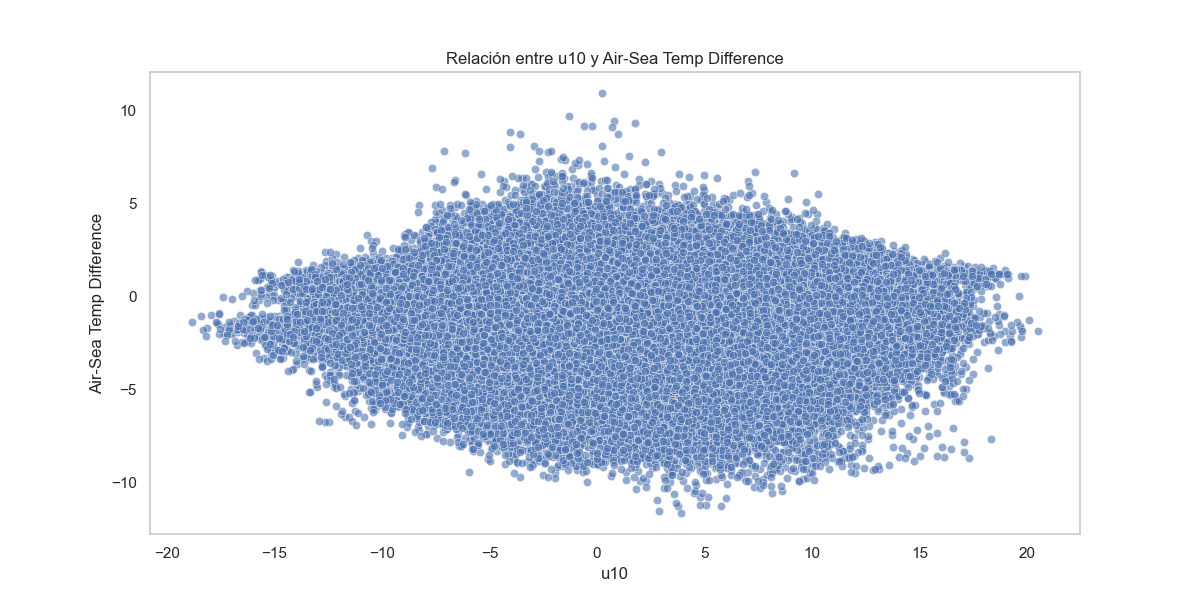 Relación entre u10 y Air-Sea Temp Difference
10
5
0
−5
−10
Air-Sea Temp Difference
−20 −15 −10 −5 0 5 10 15 20
u10